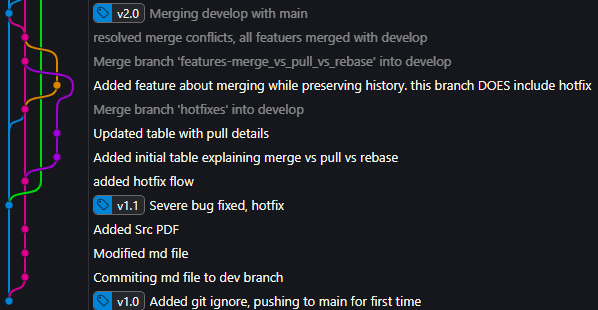 v2.0 Merging develop with main
resolved merge conflicts, all featuers merged with develop
Merge branch 'features-merge_vs_pull_vs_rebase' into develop
Added feature about merging while preserving history. this branch DOES include hotfix
Merge branch 'hotfixes' into develop
Updated table with pull details
Added initial table explaining merge vs pull vs rebase
added hotfix flow
v1.1 Severe bug fixed, hotfix
Added Src PDF
Modified md file
Commiting md file to dev branch
v1.0 Added git ignore, pushing to main for first time